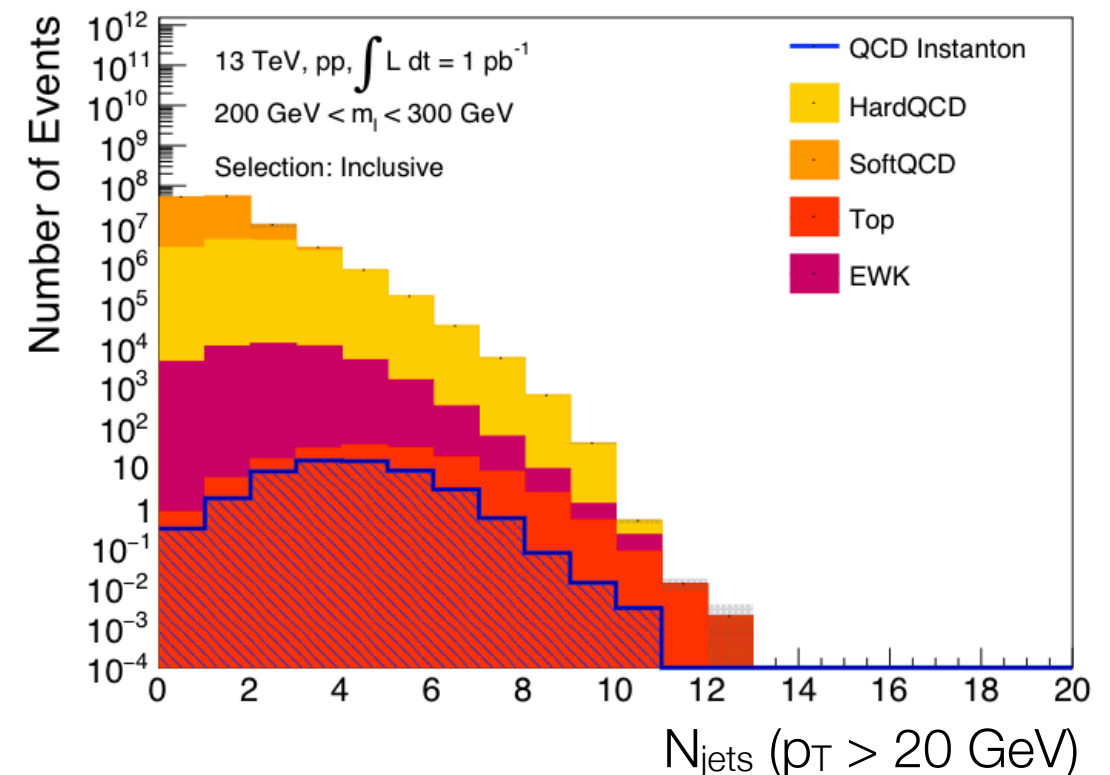 Number of Events
10¹²
10¹¹
10¹⁰
10⁹
10⁸
10⁷
10⁶
10⁵
10⁴
10³
10²
10
1
10⁻¹
10⁻²
10⁻³
10⁻⁴
13 TeV, pp, ∫ L dt = 1 pb⁻¹
200 GeV < m_I < 300 GeV
Selection: Inclusive
QCD Instanton
HardQCD
SoftQCD
Top
EWK
0 2 4 6 8 10 12 14 16 18 20
N_jets (p_T > 20 GeV)